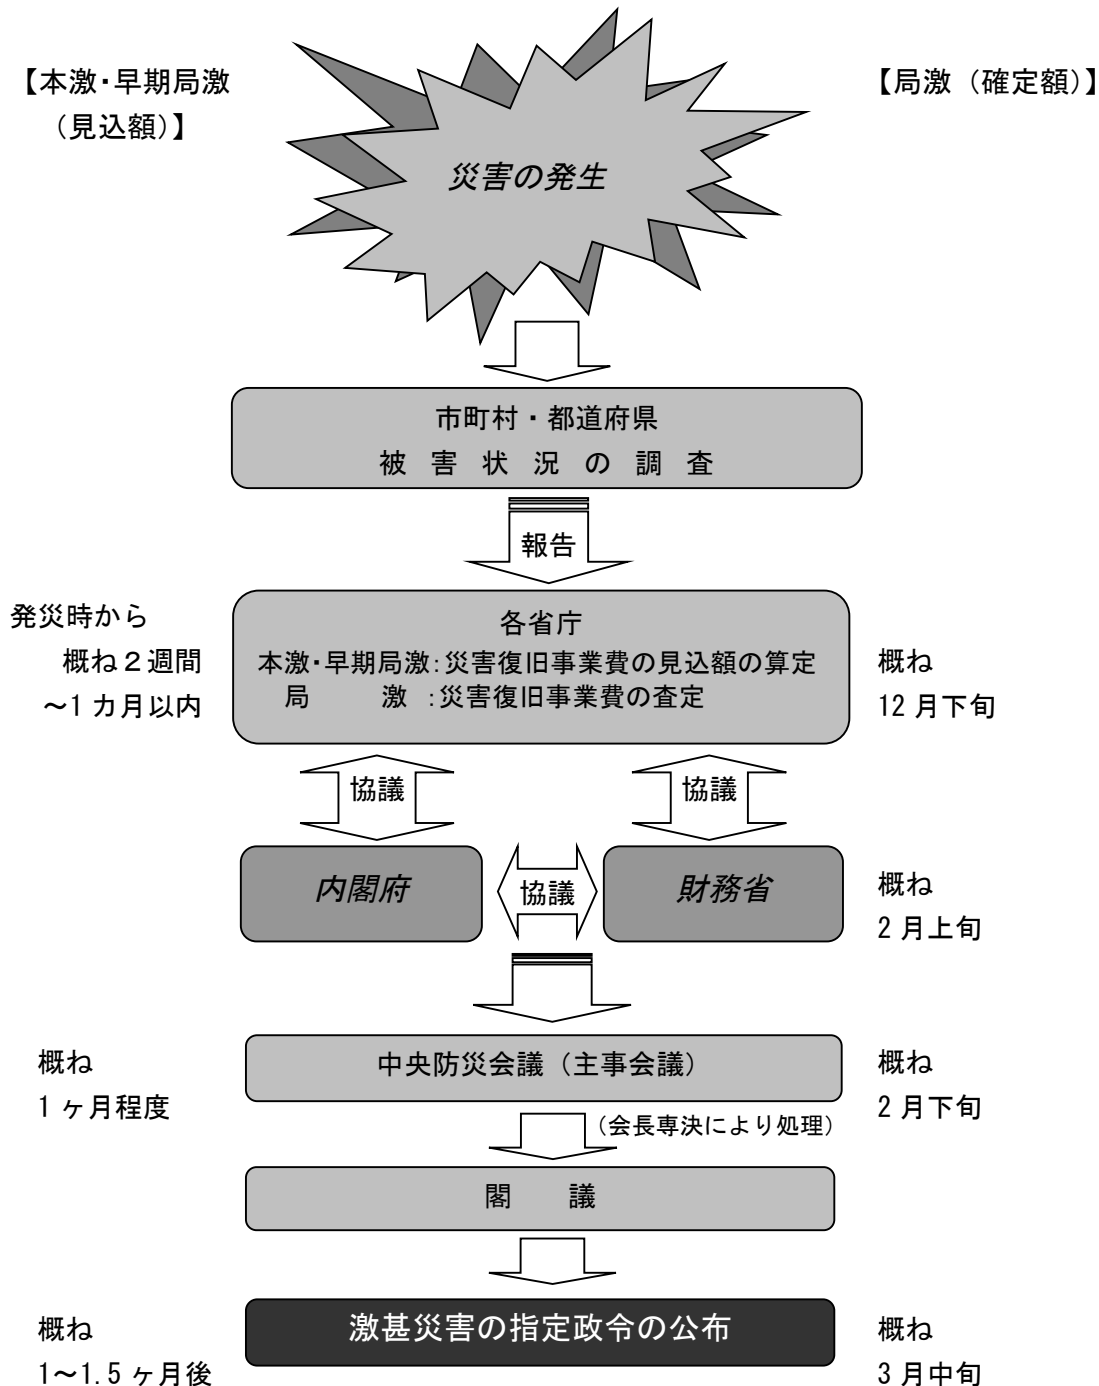 【本激・早期局激
（見込額）】
【局激（確定額）】
災害の発生
市町村・都道府県
被害状況の調査
報告
発災時から
概ね２週間
～1カ月以内
各省庁
本激・早期局激：災害復旧事業費の見込額の算定
局　　激　：災害復旧事業費の査定
概ね
12月下旬
協議
協議
内閣府
協議
財務省
概ね
2月上旬
概ね
1ヶ月程度
中央防災会議（主事会議）
概ね
2月下旬
（会長専決により処理）
閣　　議
概ね
1～1.5ヶ月後
激甚災害の指定政令の公布
概ね
3月中旬